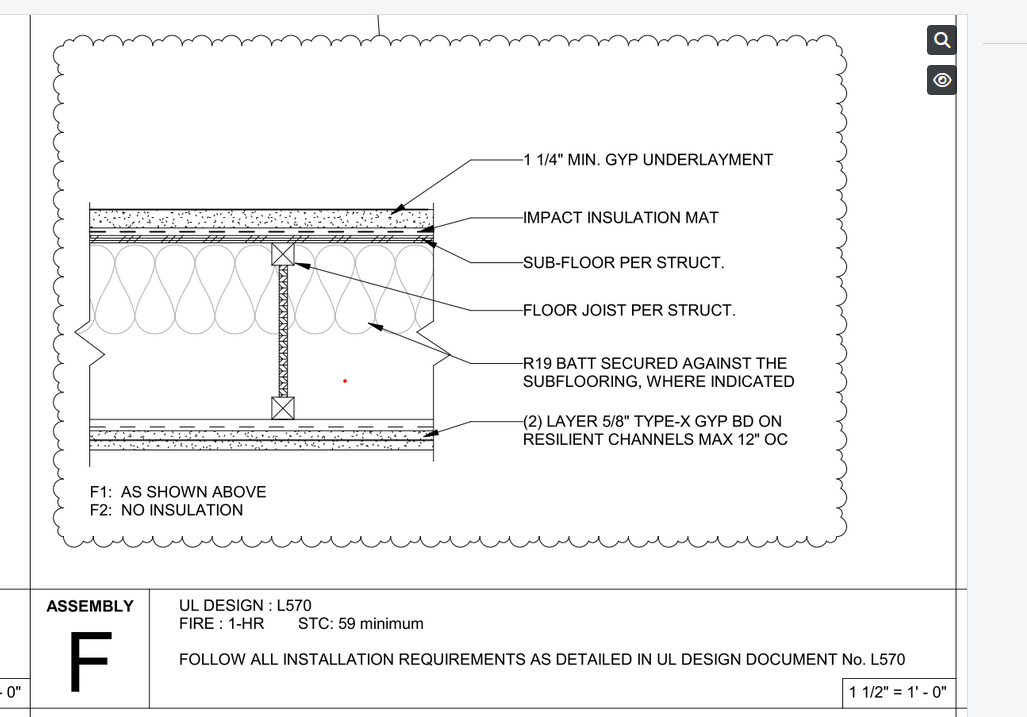 1 1/4" MIN. GYP UNDERLAYMENT
IMPACT INSULATION MAT
SUB-FLOOR PER STRUCT.
FLOOR JOIST PER STRUCT.
R19 BATT SECURED AGAINST THE
SUBFLOORING, WHERE INDICATED
(2) LAYER 5/8" TYPE-X GYP BD ON
RESILIENT CHANNELS MAX 12" OC
F1: AS SHOWN ABOVE
F2: NO INSULATION
ASSEMBLY
F
UL DESIGN : L570
FIRE : 1-HR STC: 59 minimum
FOLLOW ALL INSTALLATION REQUIREMENTS AS DETAILED IN UL DESIGN DOCUMENT No. L570
- 0"
1 1/2" = 1' - 0"